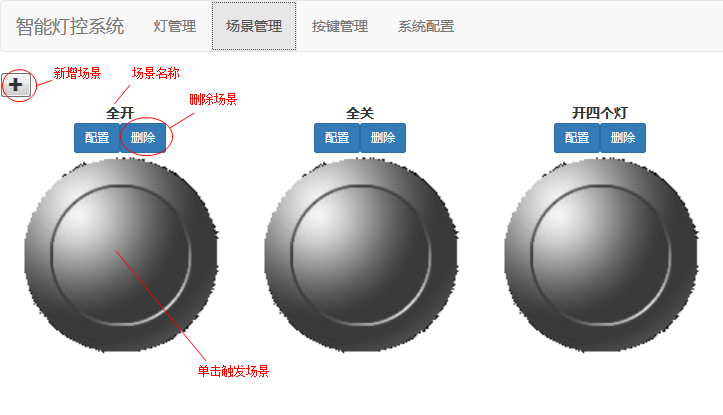 智能灯控系统 灯管理 场景管理 按键管理 系统配置
新增场景 场景名称
删除场景
全开 全关 开四个灯
配置 删除 配置 删除 配置 删除
单击触发场景